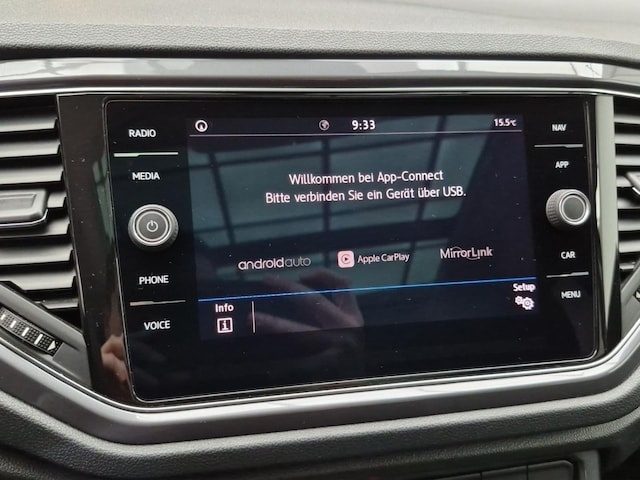 RADIO
MEDIA
PHONE
VOICE
9:33
15.5°C
Willkommen bei App-Connect
Bitte verbinden Sie ein Gerät über USB.
androidauto
Apple CarPlay
MirrorLink
Info
Setup
NAV
APP
CAR
MENU